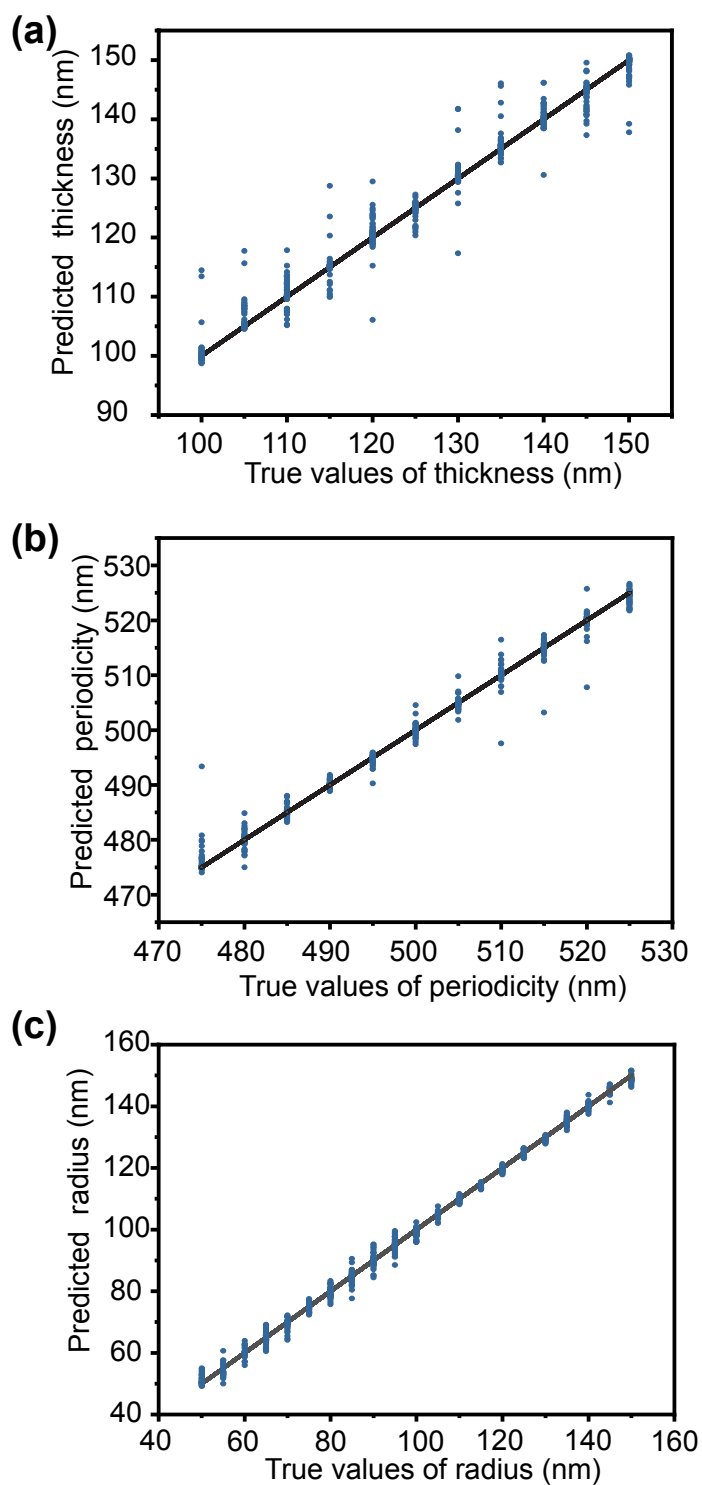 (a)
Predicted thickness (nm)
150
140
130
120
110
100
90
100 110 120 130 140 150
True values of thickness (nm)
(b)
Predicted periodicity (nm)
530
520
510
500
490
480
470
470 480 490 500 510 520 530
True values of periodicity (nm)
(c)
Predicted radius (nm)
160
140
120
100
80
60
40
40 60 80 100 120 140 160
True values of radius (nm)